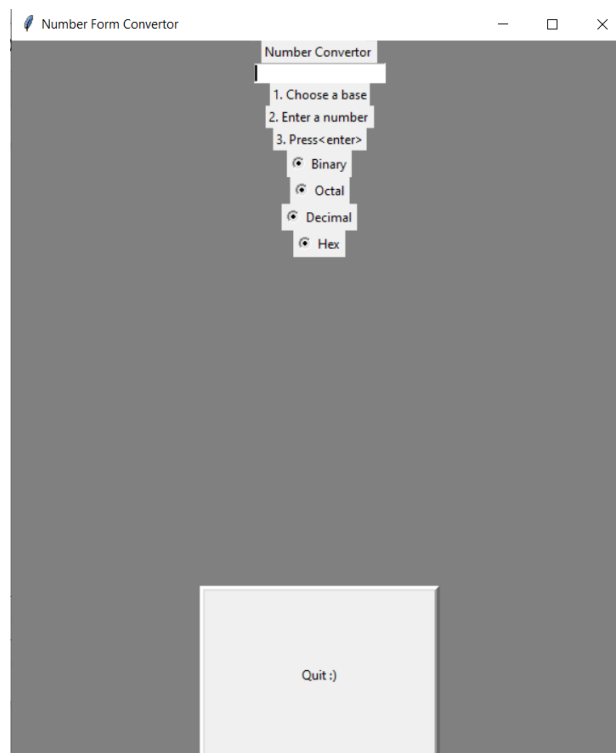 Number Form Convertor
Number Convertor
1. Choose a base
2. Enter a number
3. Press<enter>
Binary
Octal
Decimal
Hex
Quit :)